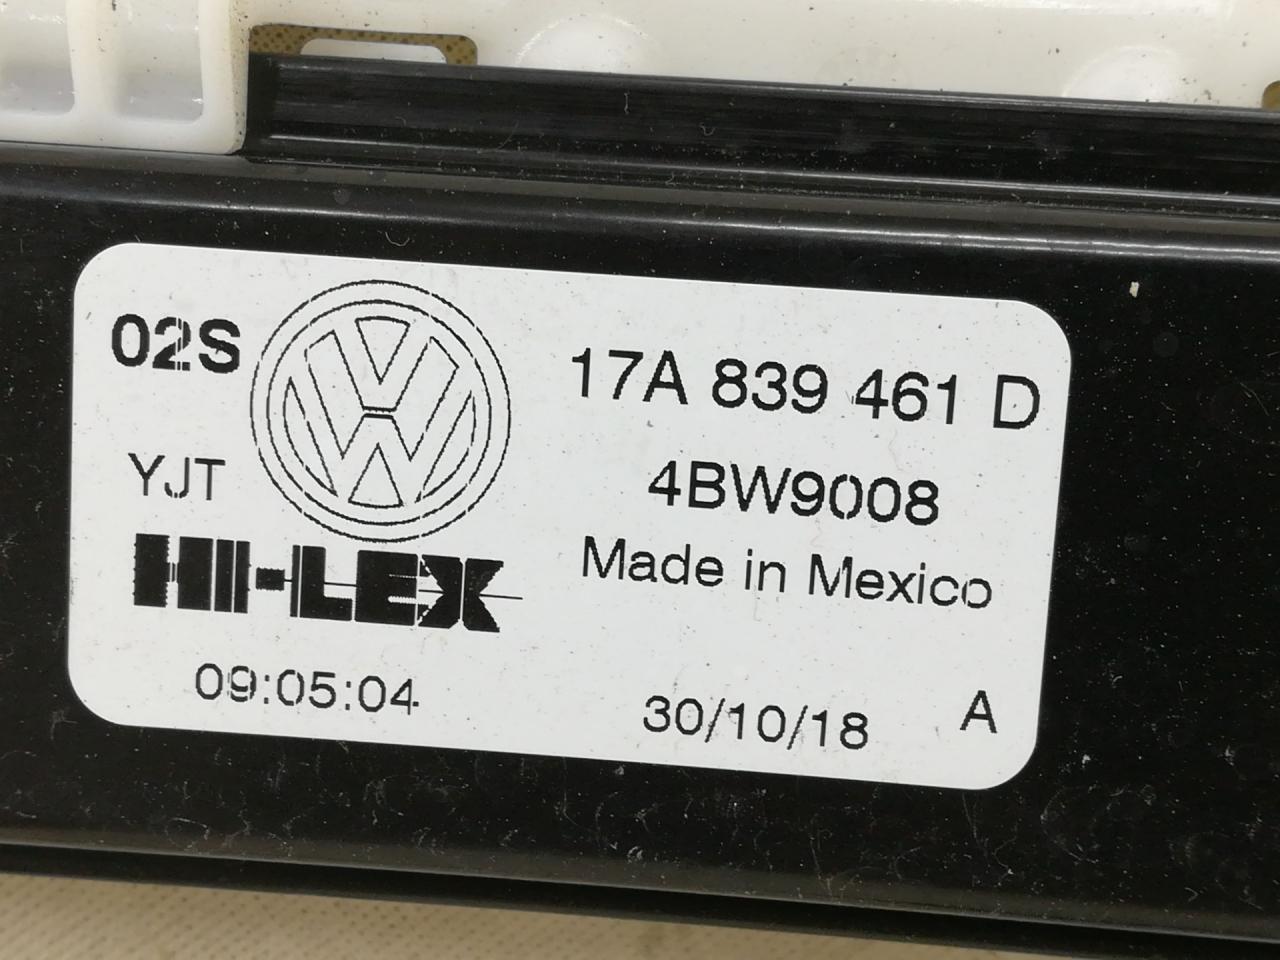 02S
17A 839 461 D
YJT
4BW9008
HI-LEX
Made in Mexico
09:05:04
30/10/18
A